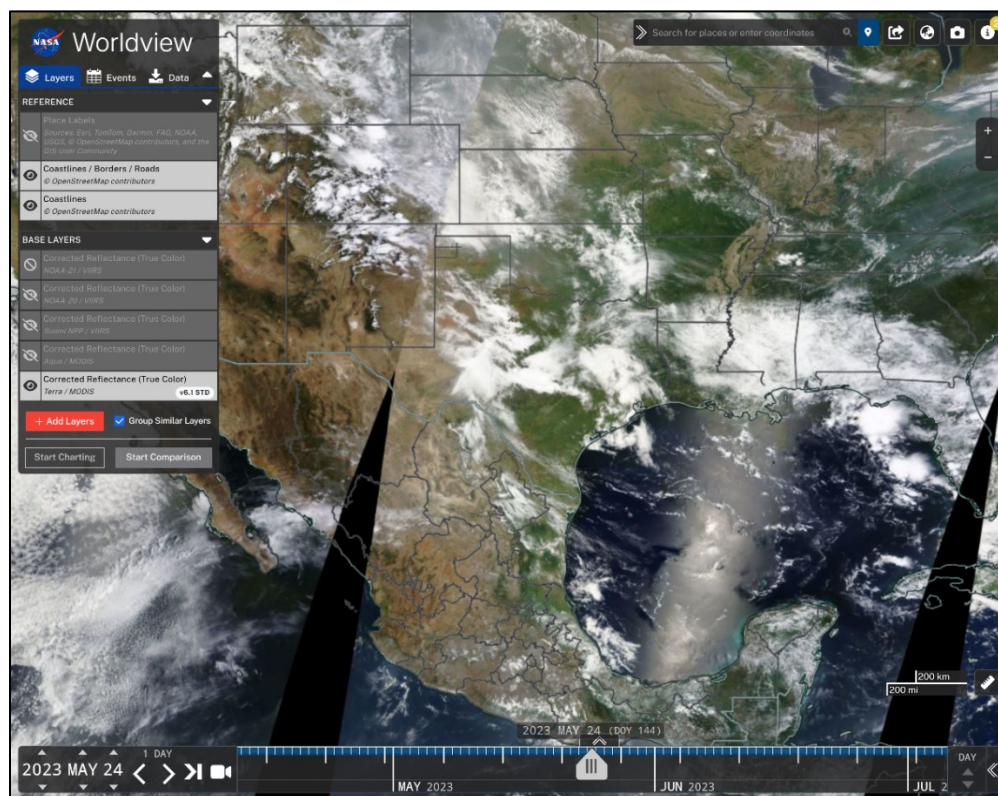 NASA
Worldview
Layers
Events
Data
REFERENCE
Place Labels
Sources: Esri, TomTom, Garmin, FAO, NOAA,
USGS, © OpenStreetMap contributors, and the
GIS User Community
Coastlines / Borders / Roads
© OpenStreetMap contributors
Coastlines
© OpenStreetMap contributors
BASE LAYERS
Corrected Reflectance (True Color)
NOAA-21 / VIIRS
Corrected Reflectance (True Color)
NOAA-20 / VIIRS
Corrected Reflectance (True Color)
Suomi NPP / VIIRS
Corrected Reflectance (True Color)
Aqua / MODIS
Corrected Reflectance (True Color)
Terra / MODIS
v6.1 STD
+ Add Layers
Group Similar Layers
Start Charting
Start Comparison
Search for places or enter coordinates
+
−
200 km
200 mi
2023 MAY 24 (DOY 144)
1 DAY
2023 MAY 24
MAY 2023
JUN 2023
JUL 2
DAY